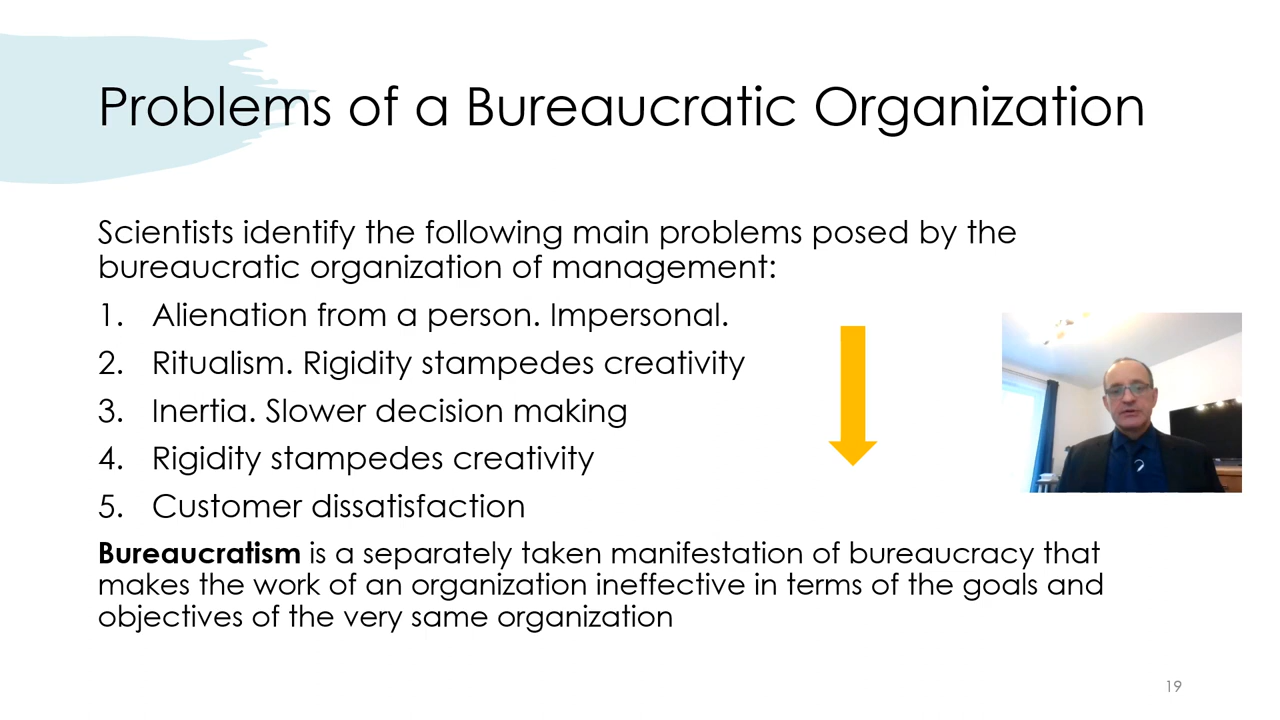 Problems of a Bureaucratic Organization
Scientists identify the following main problems posed by the
bureaucratic organization of management:
1. Alienation from a person. Impersonal.
2. Ritualism. Rigidity stampedes creativity
3. Inertia. Slower decision making
4. Rigidity stampedes creativity
5. Customer dissatisfaction
Bureaucratism is a separately taken manifestation of bureaucracy that
makes the work of an organization ineffective in terms of the goals and
objectives of the very same organization
19